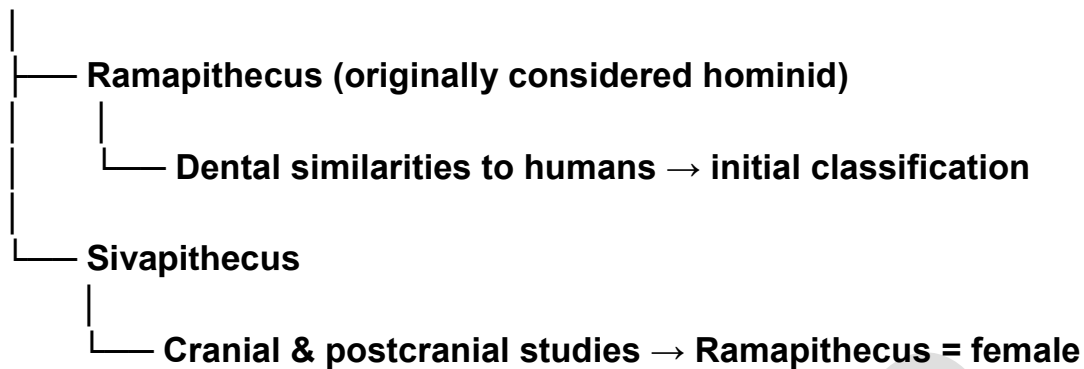 Ramapithecus (originally considered hominid)
Dental similarities to humans → initial classification
Sivapithecus
Cranial & postcranial studies → Ramapithecus = female